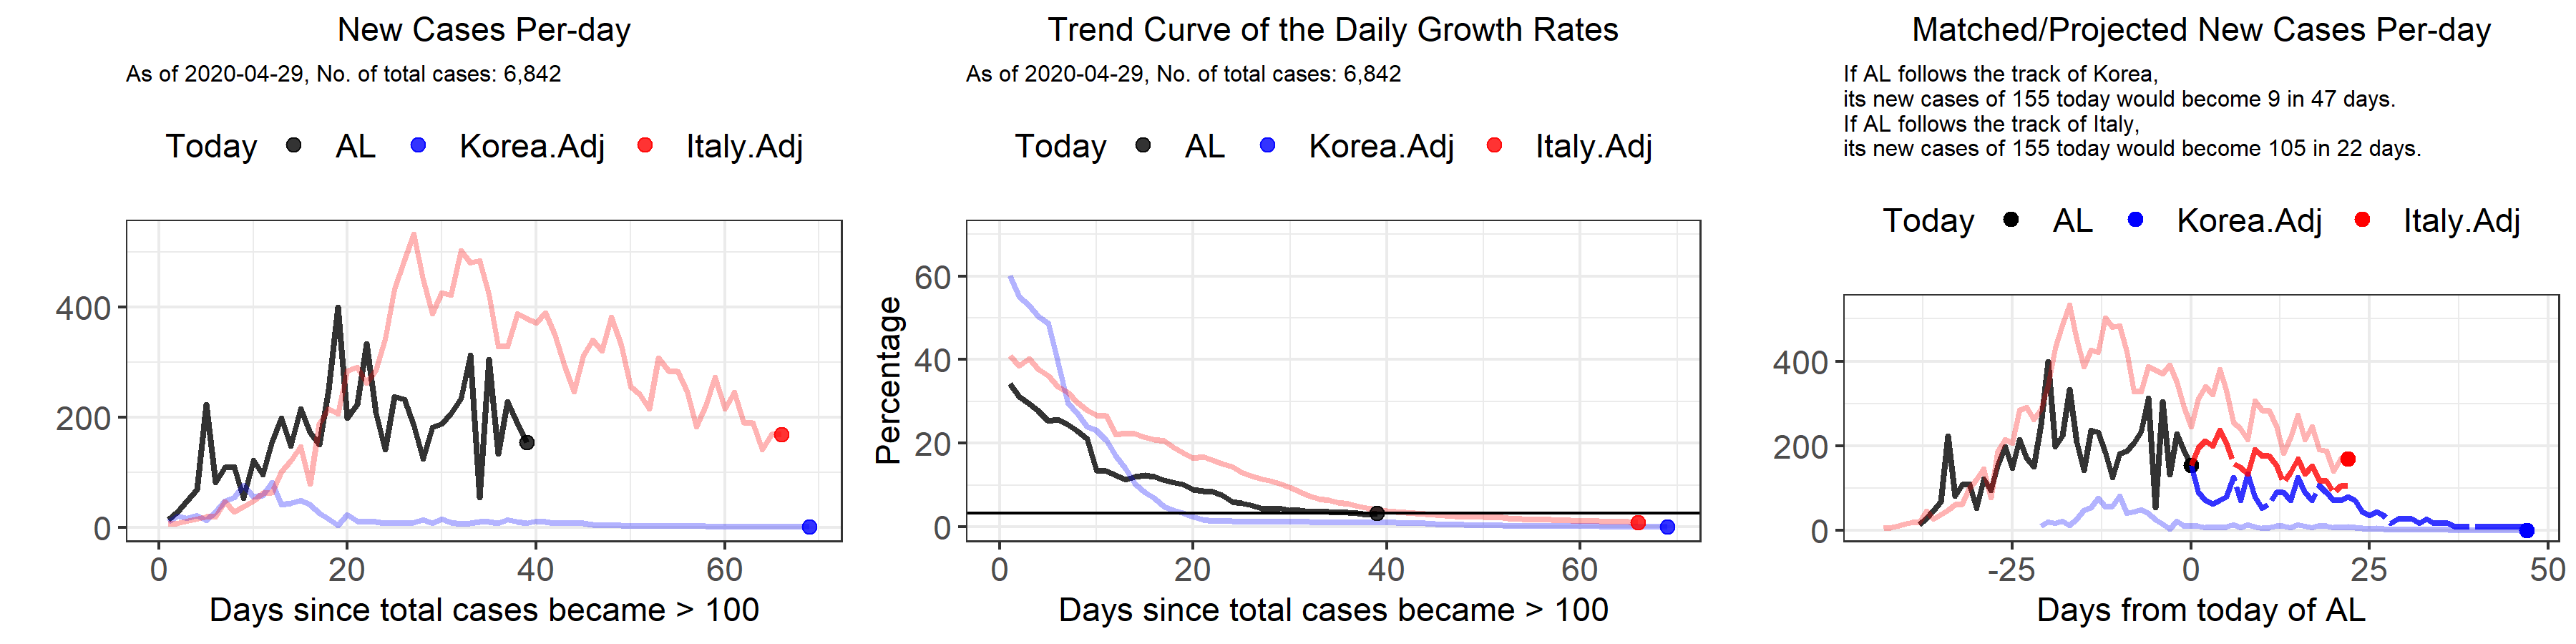 New Cases Per-day
As of 2020-04-29, No. of total cases: 6,842
Today AL Korea.Adj Italy.Adj
400
200
0
0 20 40 60
Days since total cases became > 100
Trend Curve of the Daily Growth Rates
As of 2020-04-29, No. of total cases: 6,842
Today AL Korea.Adj Italy.Adj
Percentage
60
40
20
0
0 20 40 60
Days since total cases became > 100
Matched/Projected New Cases Per-day
If AL follows the track of Korea,
its new cases of 155 today would become 9 in 47 days.
If AL follows the track of Italy,
its new cases of 155 today would become 105 in 22 days.
Today AL Korea.Adj Italy.Adj
400
200
0
-25 0 25 50
Days from today of AL